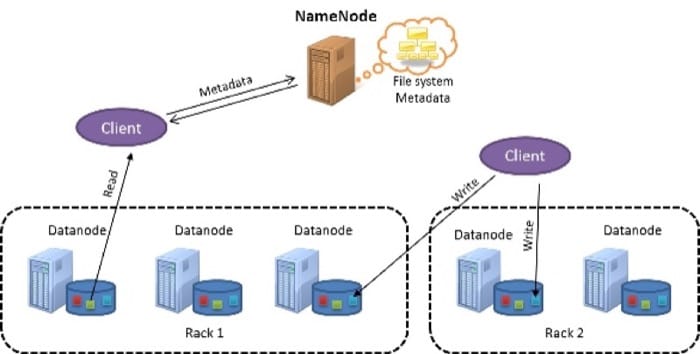 NameNode
File system
Metadata
Metadata
Client
Client
Read
Write
Write
Datanode
Datanode
Datanode
Datanode
Datanode
Rack 1
Rack 2